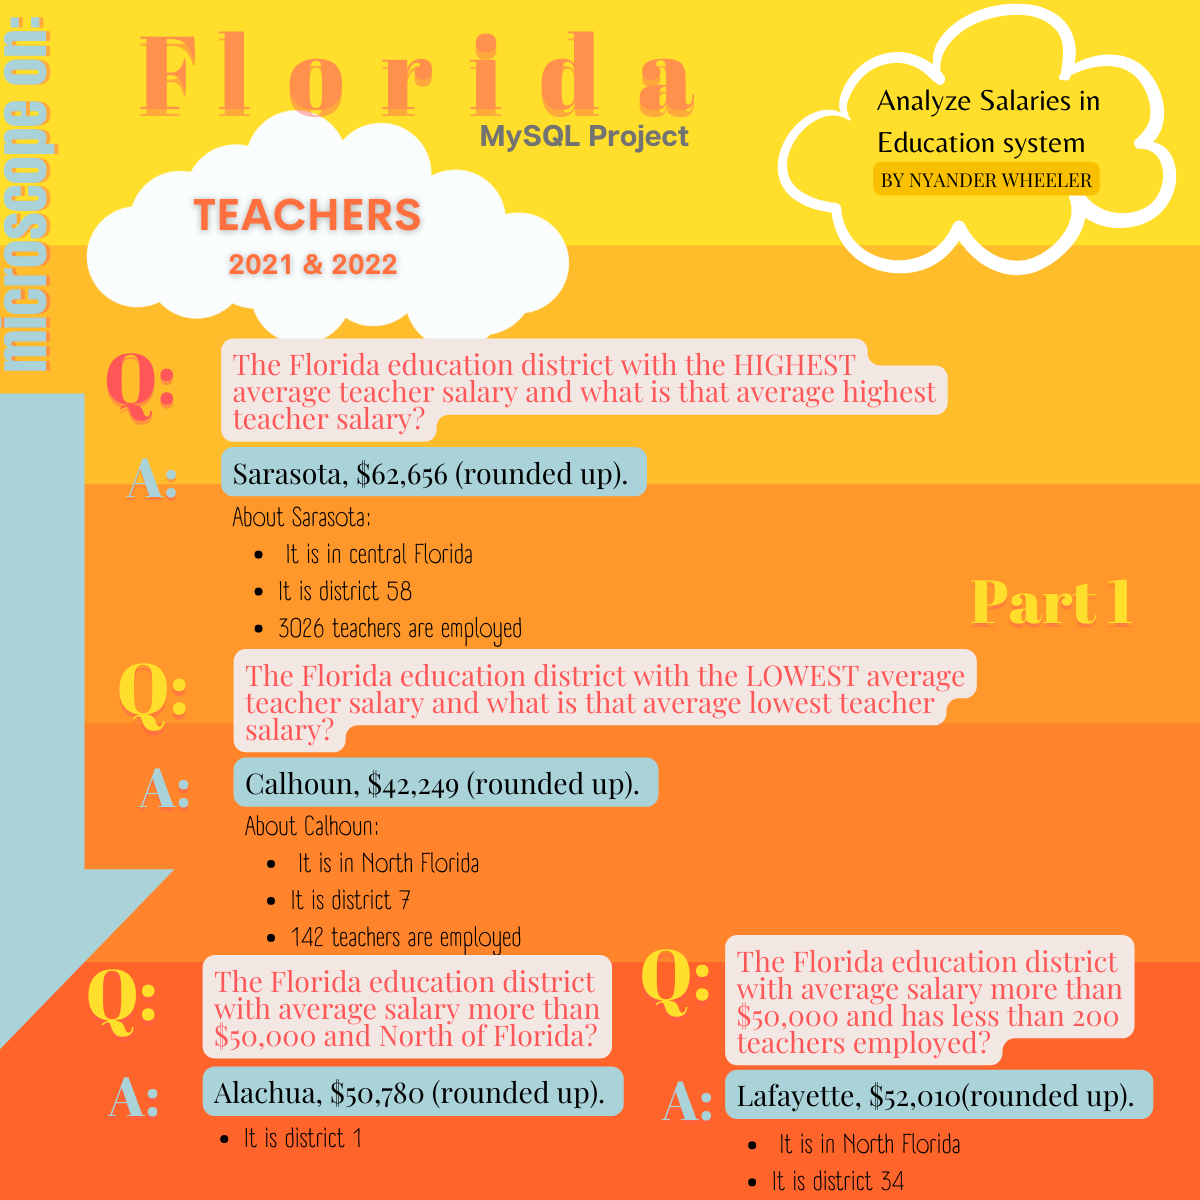 microscope on:
Florida
MySQL Project
TEACHERS
2021 & 2022
Analyze Salaries in
Education system
BY NYANDER WHEELER
Q:
The Florida education district with the HIGHEST
average teacher salary and what is that average highest
teacher salary?
A:
Sarasota, $62,656 (rounded up).
About Sarasota:
• It is in central Florida
• It is district 58
• 3026 teachers are employed
Part 1
Q:
The Florida education district with the LOWEST average
teacher salary and what is that average lowest teacher
salary?
A:
Calhoun, $42,249 (rounded up).
About Calhoun:
• It is in North Florida
• It is district 7
• 142 teachers are employed
Q:
The Florida education district
with average salary more than
$50,000 and North of Florida?
A:
Alachua, $50,780 (rounded up).
• It is district 1
Q:
The Florida education district
with average salary more than
$50,000 and has less than 200
teachers employed?
A:
Lafayette, $52,010(rounded up).
• It is in North Florida
• It is district 34